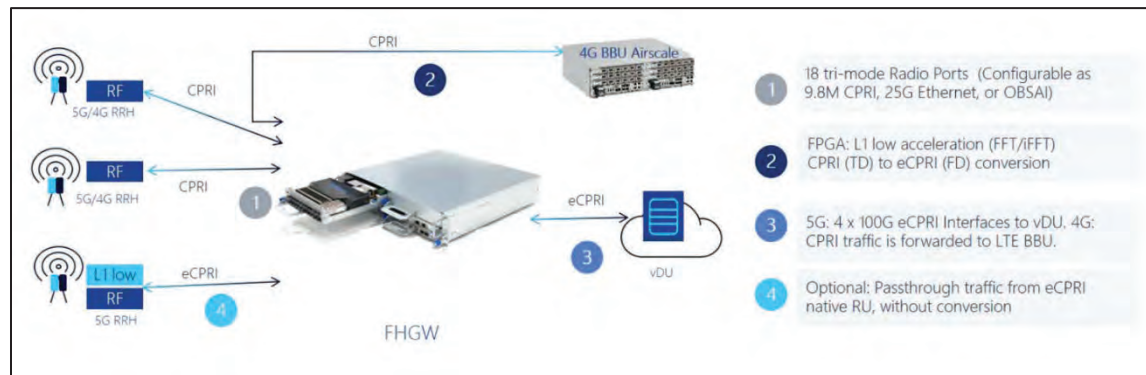 CPRI
2
4G BBU Airscale
RF
5G/4G RRH
CPRI
RF
5G/4G RRH
CPRI
1
L1 low
RF
5G RRH
eCPRI
4
FHGW
eCPRI
3
vDU
1
18 tri-mode Radio Ports (Configurable as
9.8M CPRI, 25G Ethernet, or OBSAI)
2
FPGA: L1 low acceleration (FFT/iFFT)
CPRI (TD) to eCPRI (FD) conversion
3
5G: 4 x 100G eCPRI Interfaces to vDU, 4G:
CPRI traffic is forwarded to LTE BBU.
4
Optional: Passthrough traffic from eCPRI
native RU, without conversion